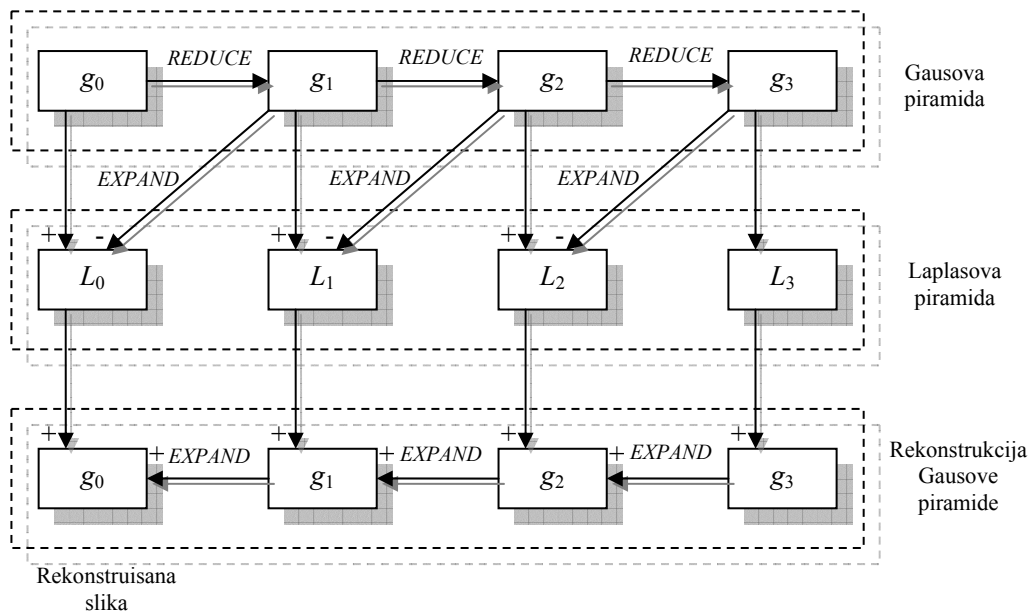 REDUCE REDUCE REDUCE
g0 g1 g2 g3
Gausova
piramida
EXPAND EXPAND EXPAND
+ - + - + -
L0 L1 L2 L3
Laplasova
piramida
+ + + +
+ EXPAND + EXPAND + EXPAND
g0 g1 g2 g3
Rekonstrukcija
Gausove
piramide
Rekonstruisana
slika